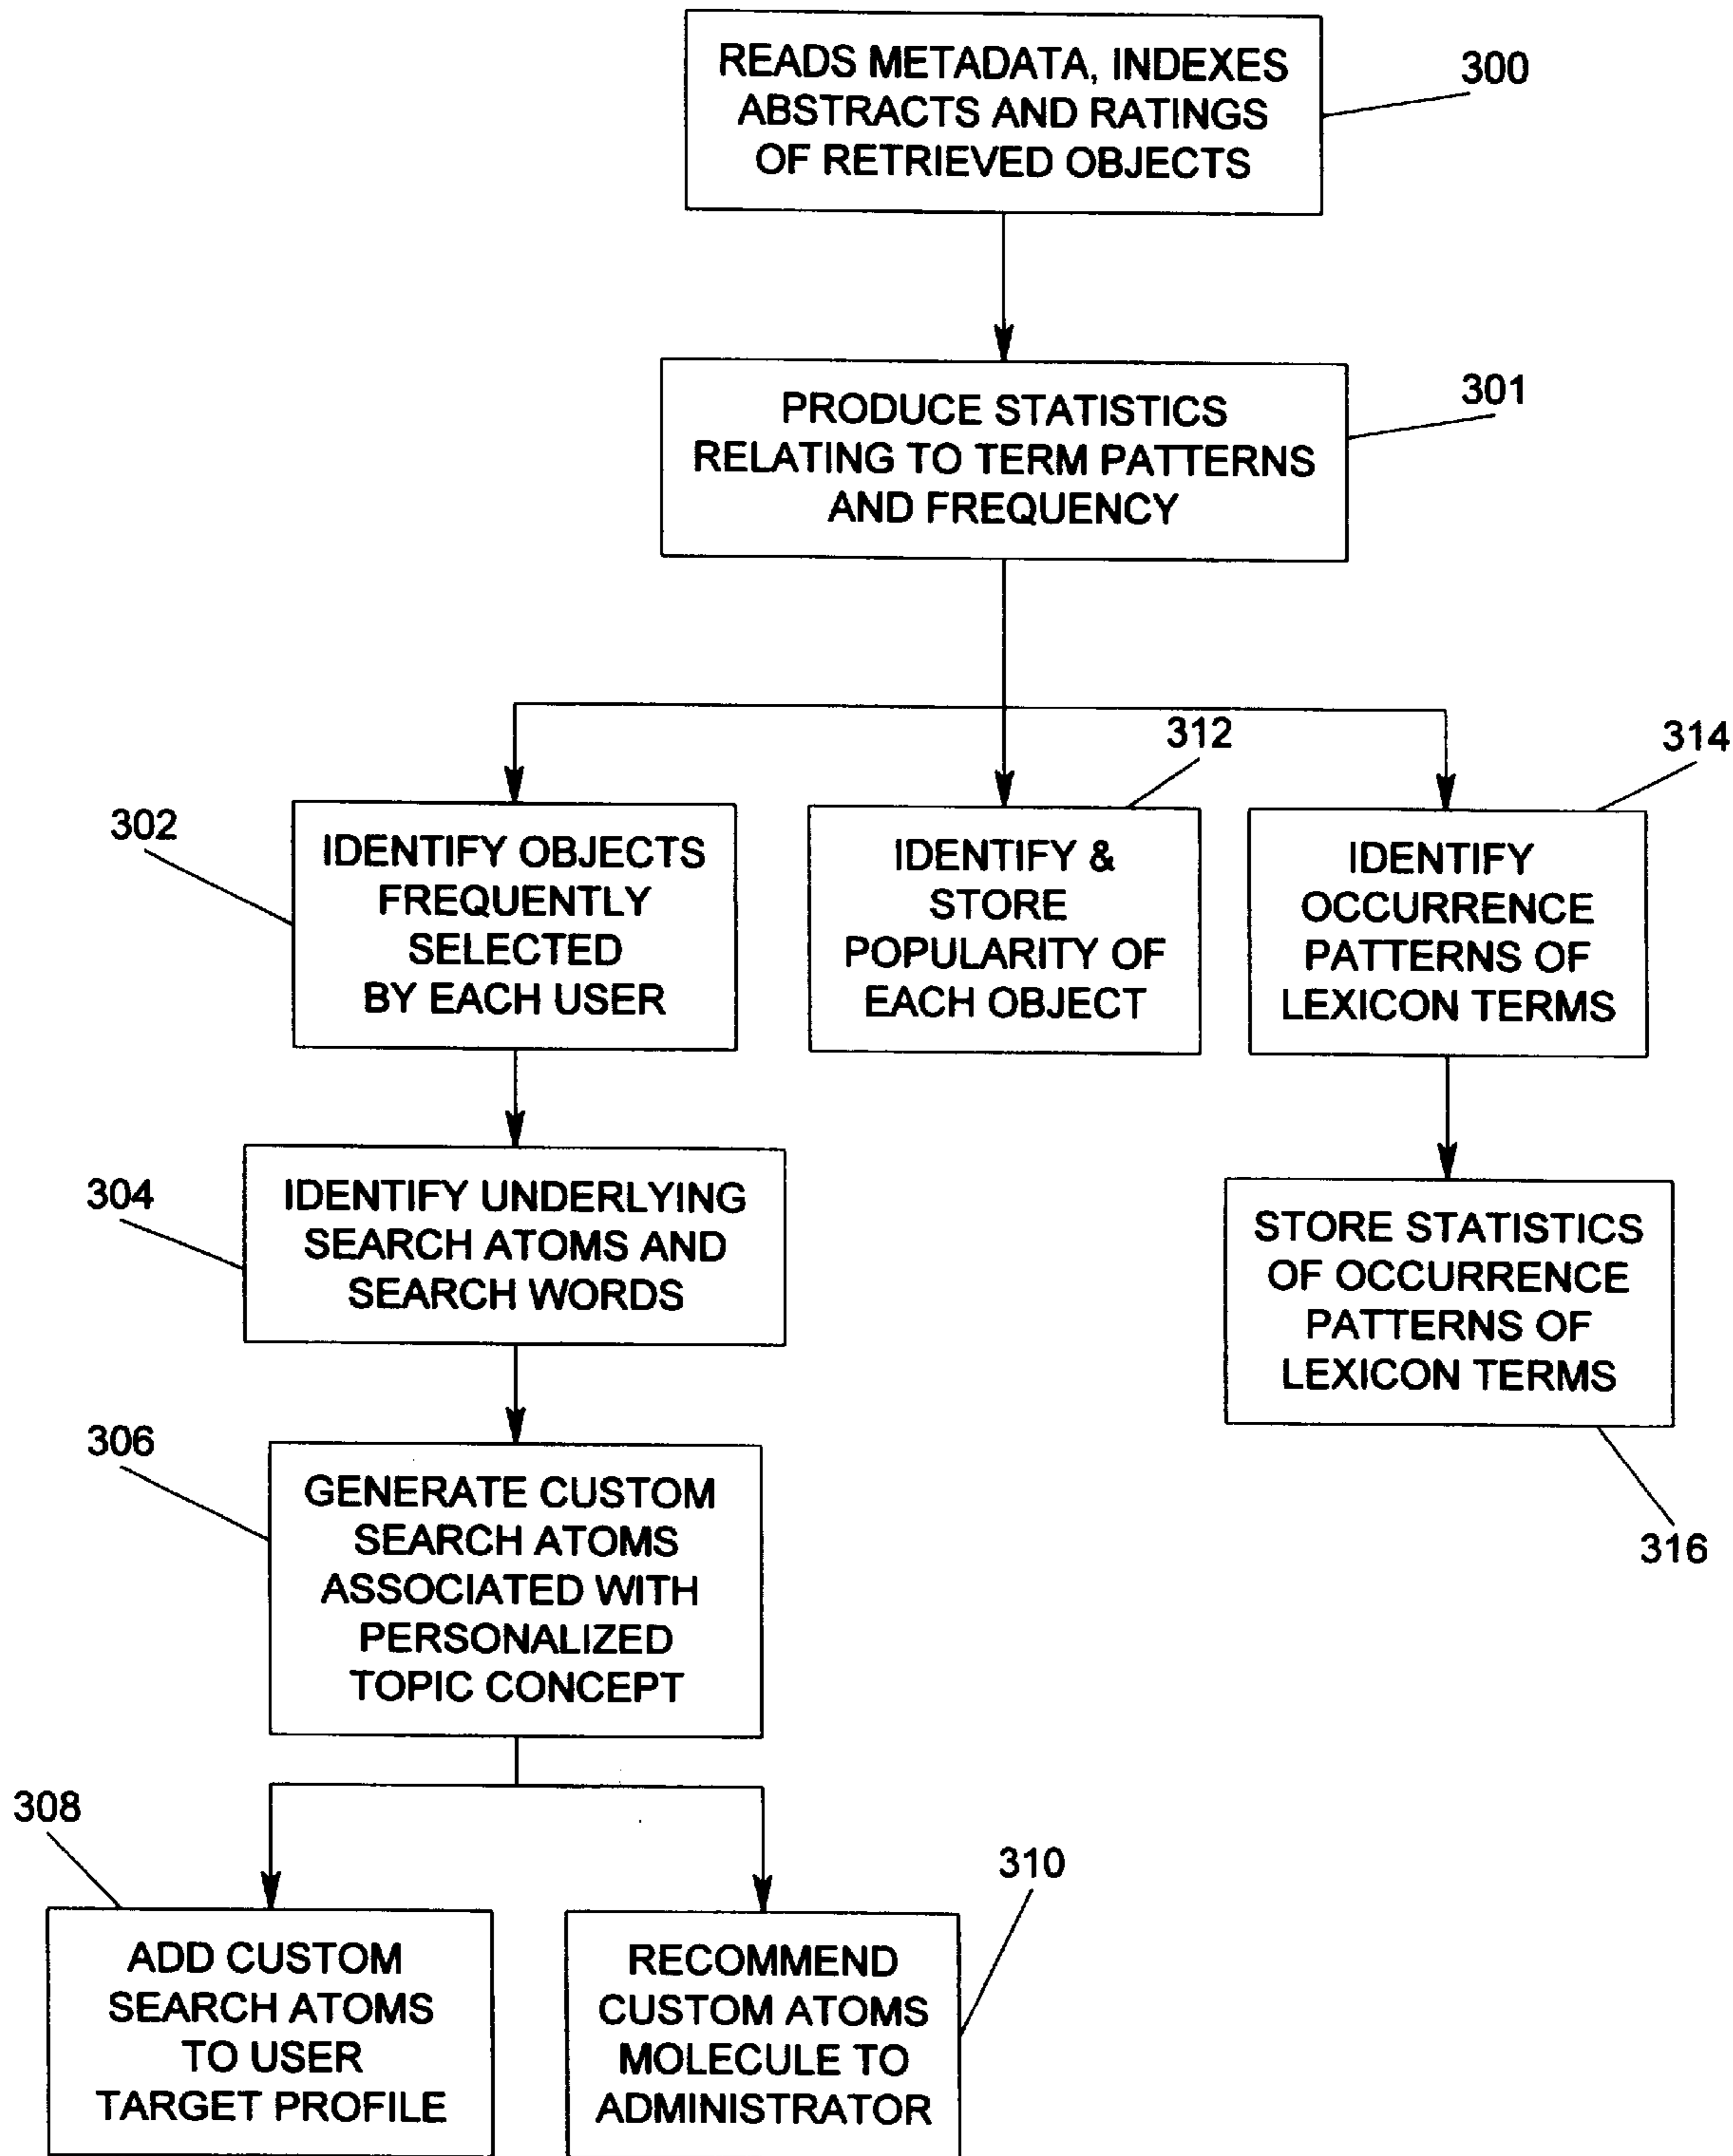 READS METADATA, INDEXES
ABSTRACTS AND RATINGS
OF RETRIEVED OBJECTS
300
PRODUCE STATISTICS
RELATING TO TERM PATTERNS
AND FREQUENCY
301
302
IDENTIFY OBJECTS
FREQUENTLY
SELECTED
BY EACH USER
312
IDENTIFY &
STORE
POPULARITY OF
EACH OBJECT
314
IDENTIFY
OCCURRENCE
PATTERNS OF
LEXICON TERMS
304
IDENTIFY UNDERLYING
SEARCH ATOMS AND
SEARCH WORDS
STORE STATISTICS
OF OCCURRENCE
PATTERNS OF
LEXICON TERMS
316
306
GENERATE CUSTOM
SEARCH ATOMS
ASSOCIATED WITH
PERSONALIZED
TOPIC CONCEPT
308
ADD CUSTOM
SEARCH ATOMS
TO USER
TARGET PROFILE
310
RECOMMEND
CUSTOM ATOMS
MOLECULE TO
ADMINISTRATOR